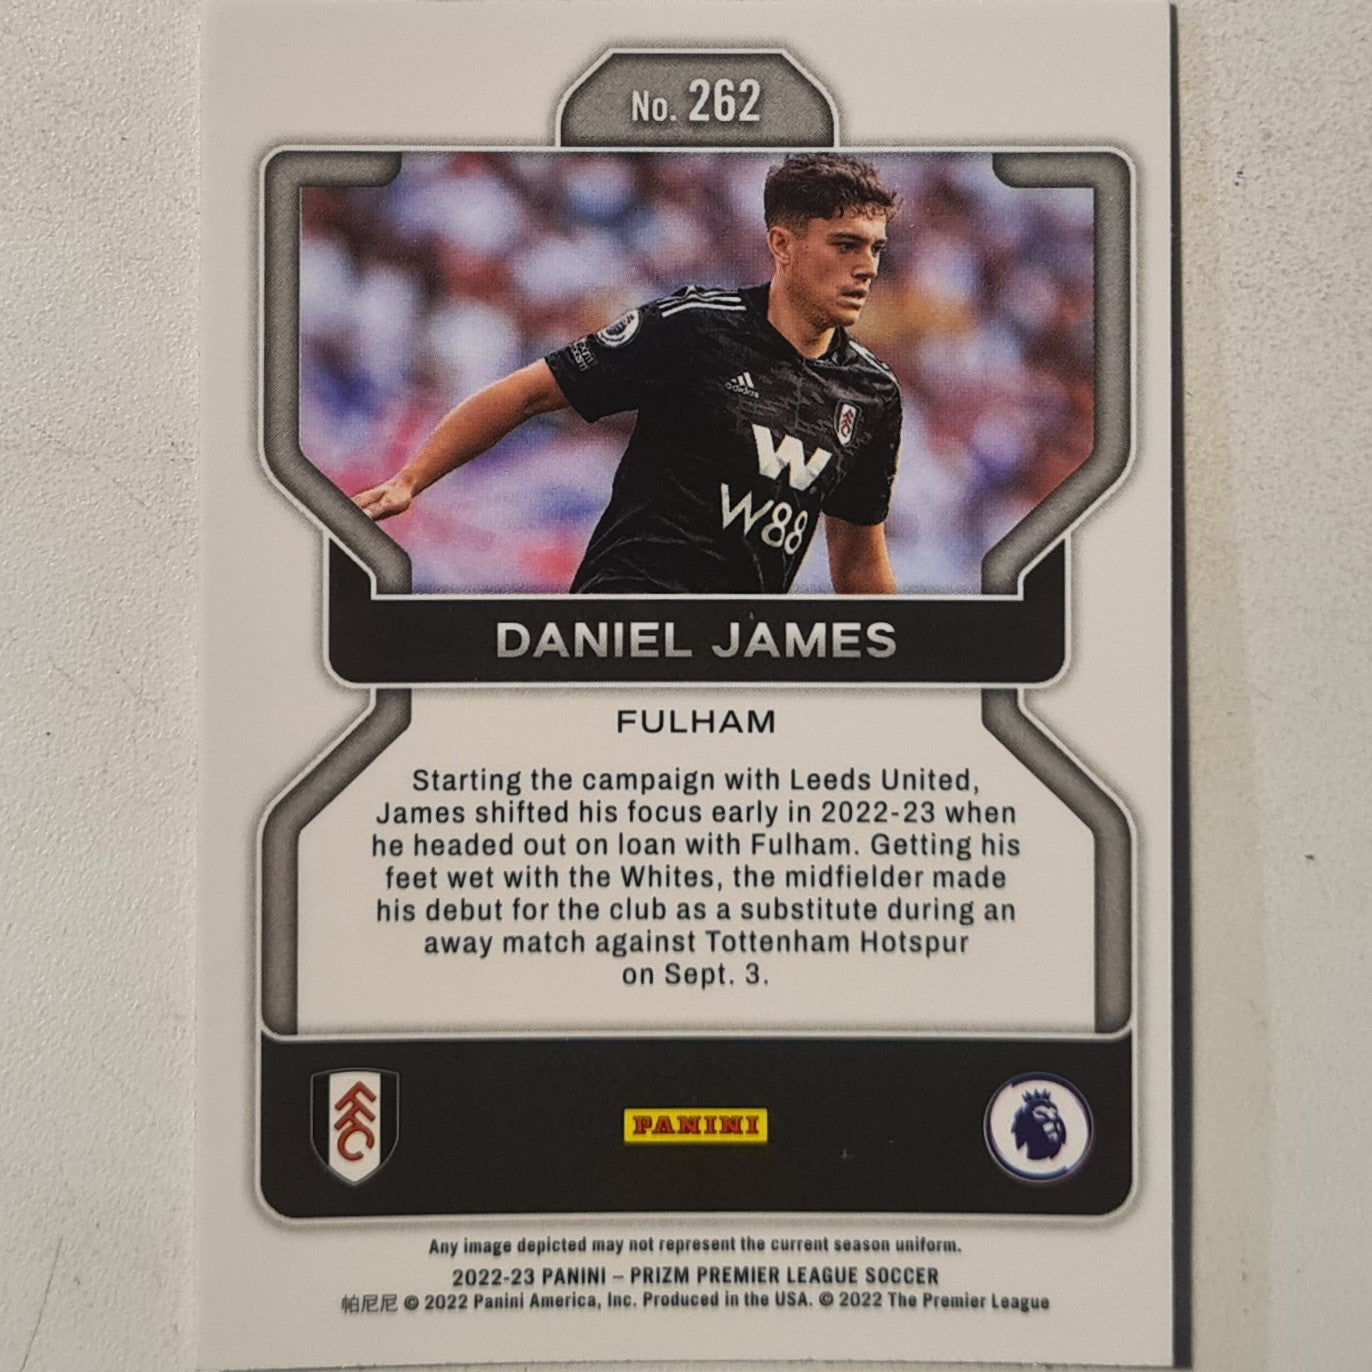 No. 262
adidas
W
W88
DANIEL JAMES
FULHAM
Starting the campaign with Leeds United,
James shifted his focus early in 2022-23 when
he headed out on loan with Fulham. Getting his
feet wet with the Whites, the midfielder made
his debut for the club as a substitute during an
away match against Tottenham Hotspur
on Sept. 3.
FFC
PANINI
Any image depicted may not represent the current season uniform.
2022-23 PANINI – PRIZM PREMIER LEAGUE SOCCER
帕尼尼 © 2022 Panini America, Inc. Produced in the USA. © 2022 The Premier League